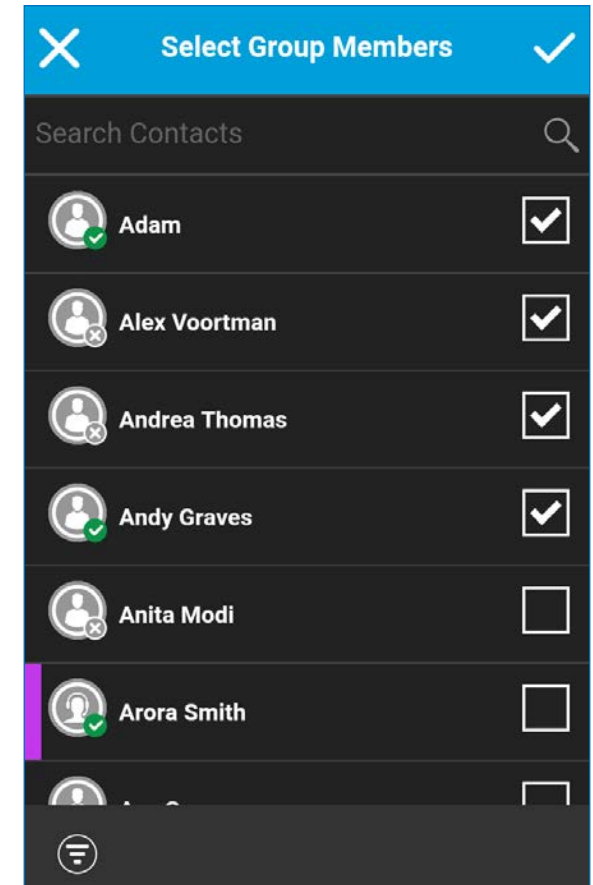 Select Group Members
Search Contacts
Adam
Alex Voortman
Andrea Thomas
Andy Graves
Anita Modi
Arora Smith